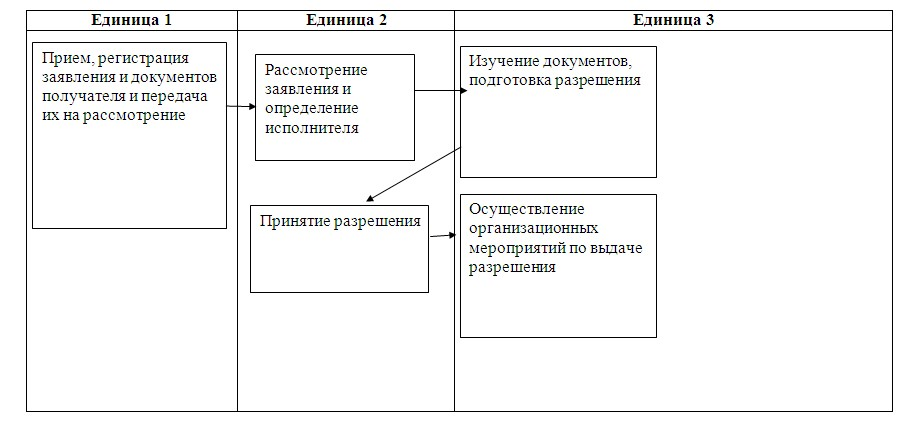 Единица 1
Единица 2
Единица 3
Прием, регистрация
заявления и документов
получателя и передача
их на рассмотрение
Рассмотрение
заявления и
определение
исполнителя
Изучение документов,
подготовка разрешения
Принятие разрешения
Осуществление
организационных
мероприятий по выдаче
разрешения